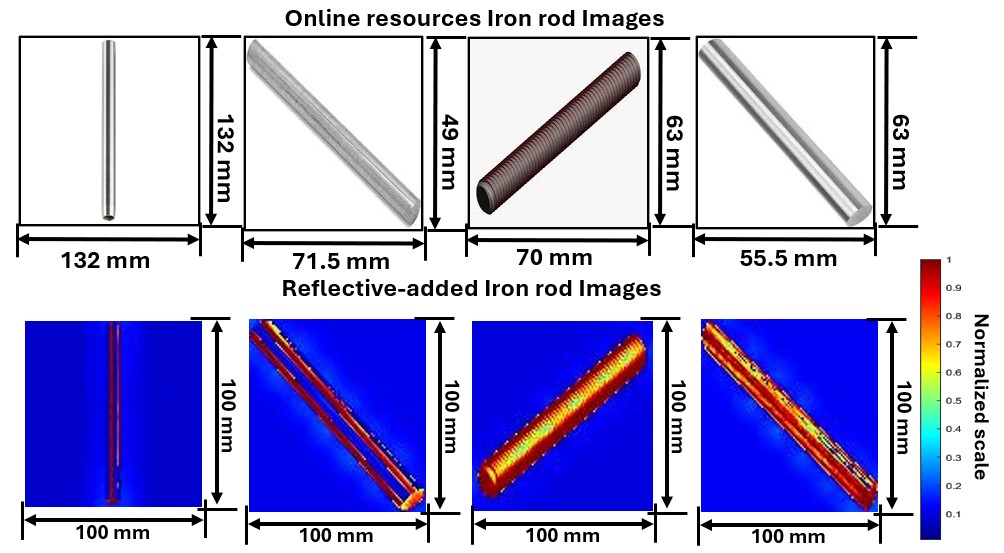 Online resources Iron rod Images
132 mm
49 mm
63 mm
63 mm
132 mm
71.5 mm
70 mm
55.5 mm
Reflective-added Iron rod Images
100 mm
100 mm
100 mm
100 mm
100 mm
100 mm
100 mm
100 mm
1
0.9
0.8
0.7
0.6
0.5
0.4
0.3
0.2
0.1
Normalized scale